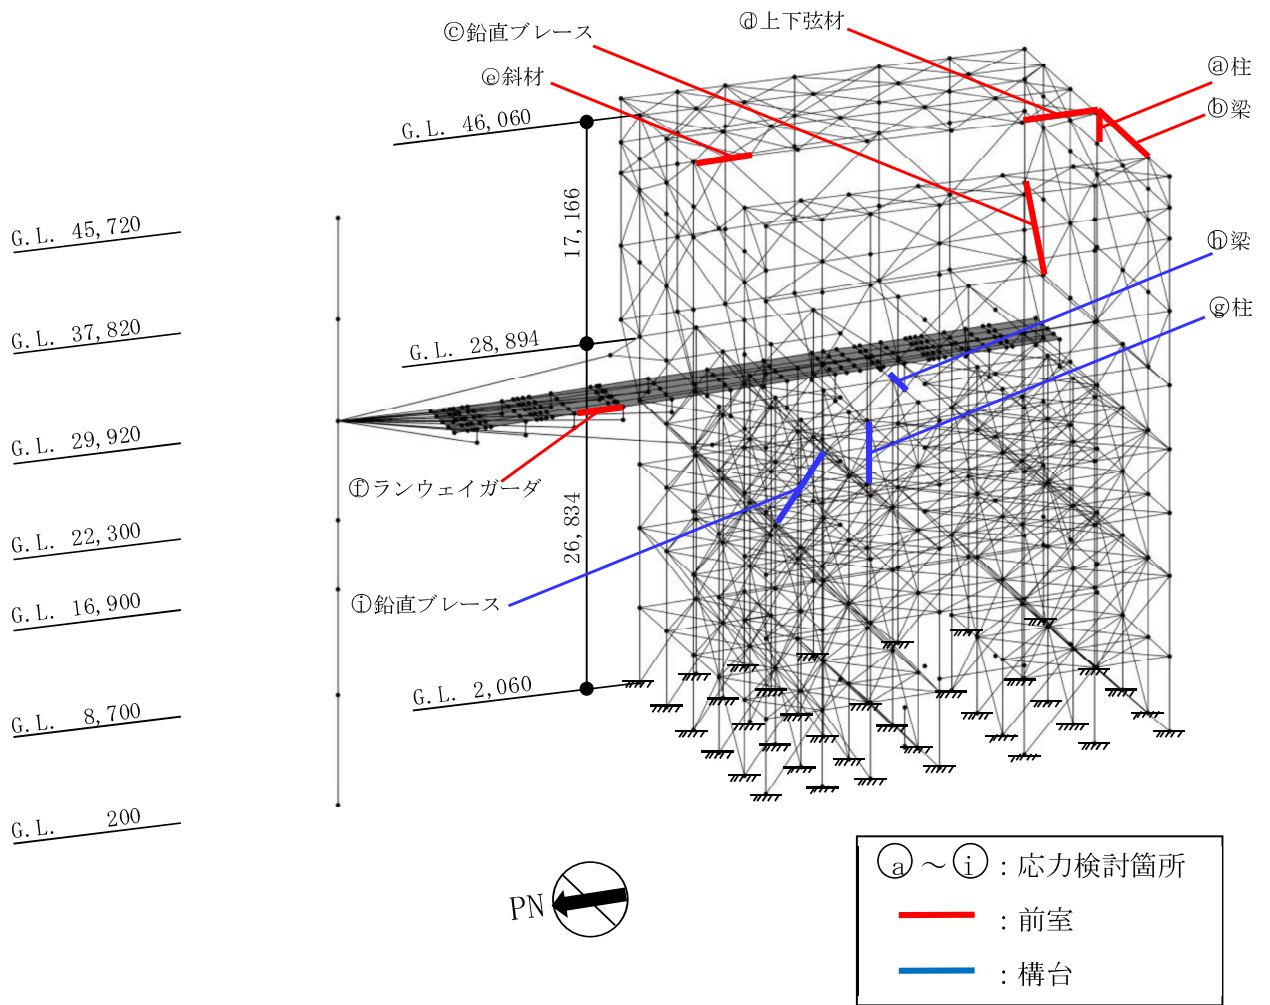 ⓒ鉛直ブレース
ⓓ上下弦材
ⓔ斜材
ⓐ柱
ⓑ梁
G.L. 46,060
17,166
G.L. 45,720
ⓗ梁
ⓖ柱
G.L. 37,820
G.L. 28,894
G.L. 29,920
ⓕランウェイガーダ
26,834
G.L. 22,300
ⓘ鉛直ブレース
G.L. 16,900
G.L. 2,060
G.L. 8,700
G.L. 200
PN
ⓐ～ⓘ:応力検討箇所
:前室
:構台